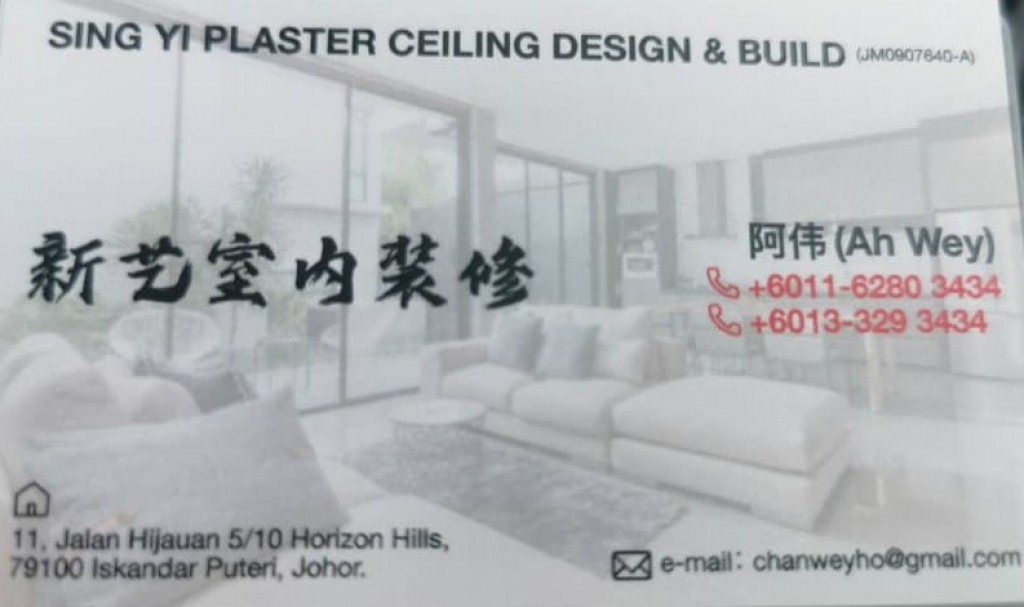 SING YI PLASTER CEILING DESIGN & BUILD (JM0907640-A)
新艺室内装修
阿伟 (Ah Wey)
+6011-6280 3434
+6013-329 3434
11, Jalan Hijauan 5/10 Horizon Hills,
79100 Iskandar Puteri, Johor.
e-mail: chanweyho@gmail.com